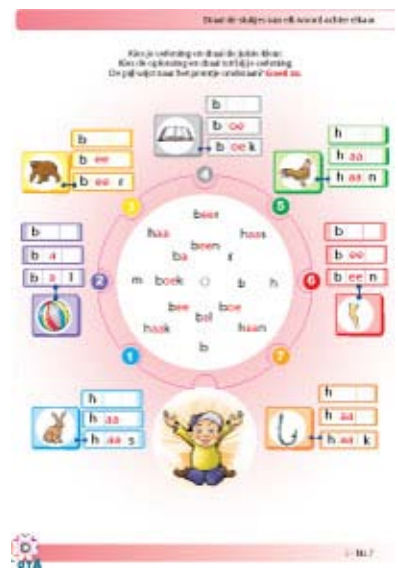 Draai de stukjes van elk woord achter elkaar
Kies je oefening en draai de juiste kleur.
Kies de oplossing en draai tot bij je oefening.
De pijl wijst naar het prentje onderaan? Goed zo.
b
b oe
b oe k
b
b ee
b ee r
h
h aa
h aa n
4
3
5
beer
haa
haas
been
ba
r
b
b a
b a l
2
m
boek
b
h
6
b
b ee
b ee n
bee
boe
bal
haak
haan
b
1
7
h
h aa
h aa s
h
h aa
h aa k